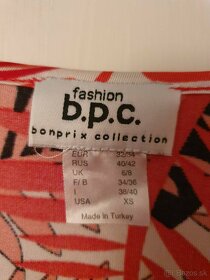 fashion
b.p.c.
bonprix collection
EUR 32/34
RUS 40/42
UK 6/8
F/B 34/36
I 38/40
USA XS
Made in Turkey